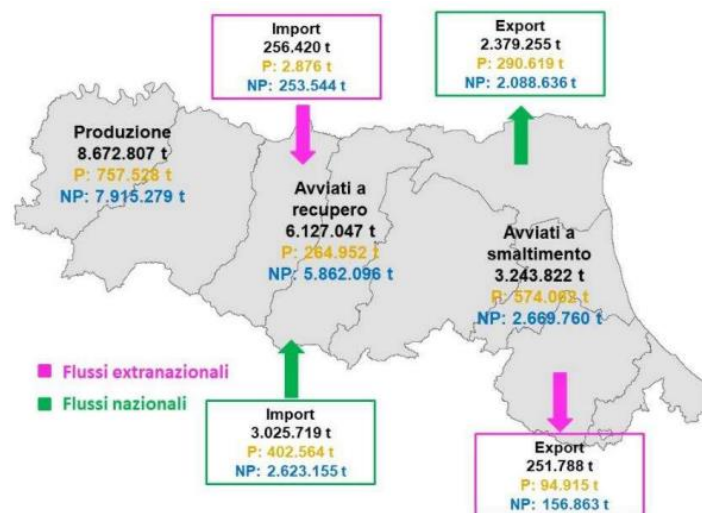 Import
256.420 t
P: 2.876 t
NP: 253.544 t
Export
2.379.255 t
P: 290.619 t
NP: 2.088.636 t
Produzione
8.672.807 t
P: 757.528 t
NP: 7.915.279 t
Avviati a
recupero
6.127.047 t
P: 264.952 t
NP: 5.862.096 t
Avviati a
smaltimento
3.243.822 t
P: 574.062 t
NP: 2.669.760 t
Flussi extranazionali
Flussi nazionali
Import
3.025.719 t
P: 402.564 t
NP: 2.623.155 t
Export
251.788 t
P: 94.915 t
NP: 156.863 t